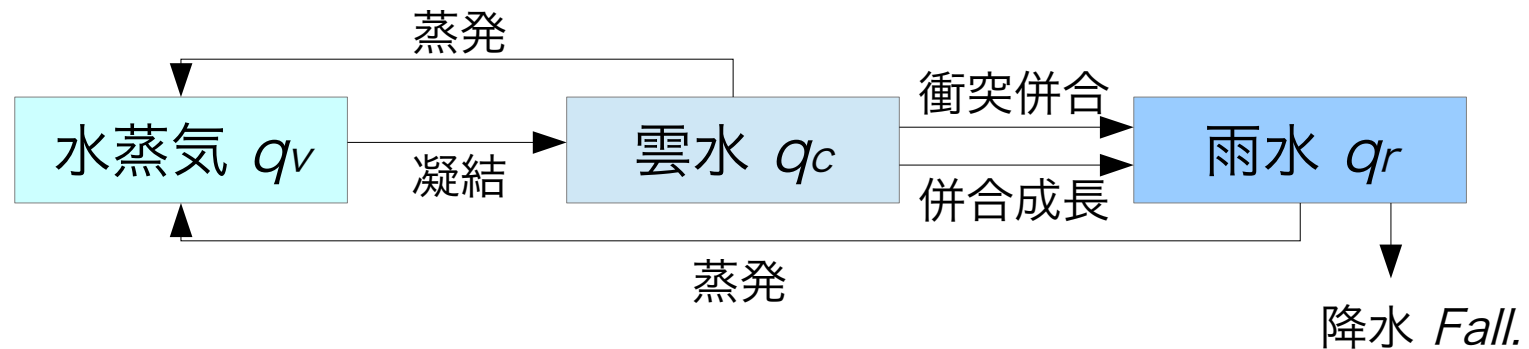 蒸発
水蒸気 qv
凝結
雲水 qc
衝突併合
併合成長
雨水 qr
蒸発
降水 Fall.